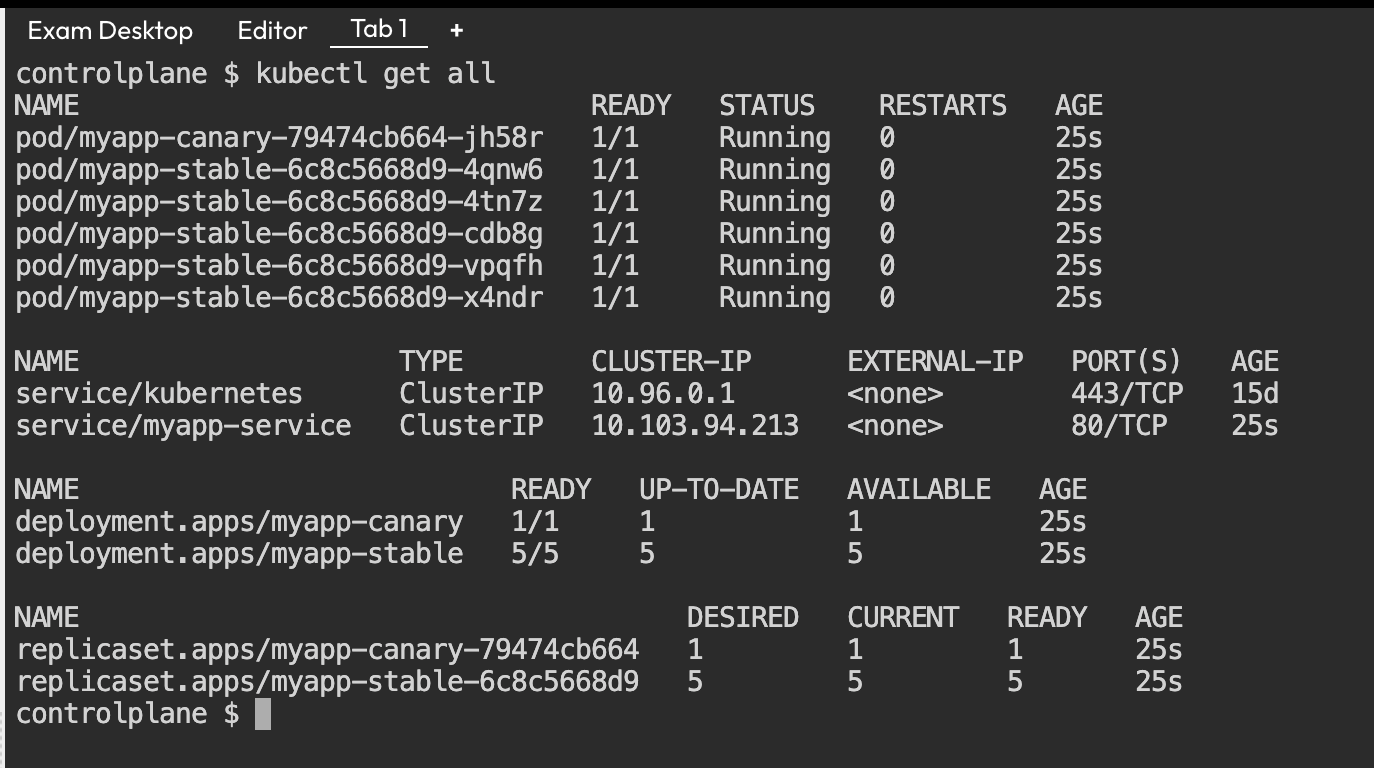 Exam Desktop Editor Tab 1 +
controlplane $ kubectl get all
NAME READY STATUS RESTARTS AGE
pod/myapp-canary-79474cb664-jh58r 1/1 Running 0 25s
pod/myapp-stable-6c8c5668d9-4qnw6 1/1 Running 0 25s
pod/myapp-stable-6c8c5668d9-4tn7z 1/1 Running 0 25s
pod/myapp-stable-6c8c5668d9-cdb8g 1/1 Running 0 25s
pod/myapp-stable-6c8c5668d9-vpqfh 1/1 Running 0 25s
pod/myapp-stable-6c8c5668d9-x4ndr 1/1 Running 0 25s
NAME TYPE CLUSTER-IP EXTERNAL-IP PORT(S) AGE
service/kubernetes ClusterIP 10.96.0.1 <none> 443/TCP 15d
service/myapp-service ClusterIP 10.103.94.213 <none> 80/TCP 25s
NAME READY UP-TO-DATE AVAILABLE AGE
deployment.apps/myapp-canary 1/1 1 1 25s
deployment.apps/myapp-stable 5/5 5 5 25s
NAME DESIRED CURRENT READY AGE
replicaset.apps/myapp-canary-79474cb664 1 1 1 25s
replicaset.apps/myapp-stable-6c8c5668d9 5 5 5 25s
controlplane $